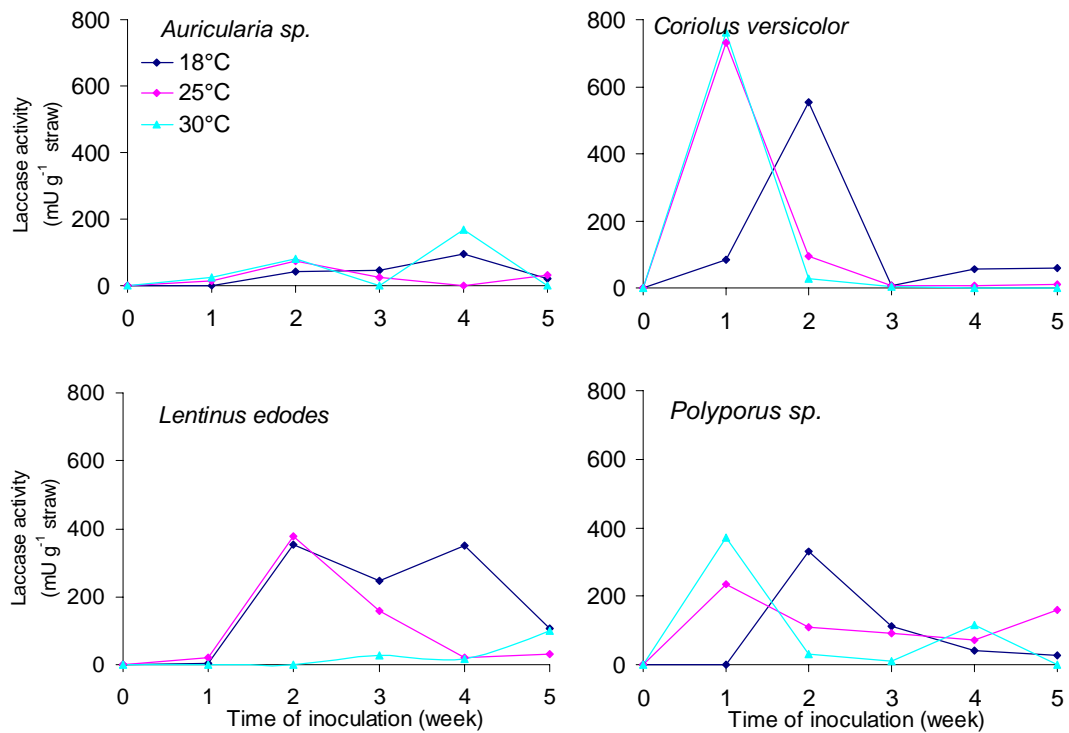 Auricularia sp.
18°C
25°C
30°C
Laccase activity
(mU g⁻¹ straw)
800
600
400
200
0
0 1 2 3 4 5
Coriolus versicolor
800
600
400
200
0
0 1 2 3 4 5
Lentinus edodes
Laccase activity
(mU g⁻¹ straw)
800
600
400
200
0
0 1 2 3 4 5
Time of inoculation (week)
Polyporus sp.
800
600
400
200
0
0 1 2 3 4 5
Time of inoculation (week)